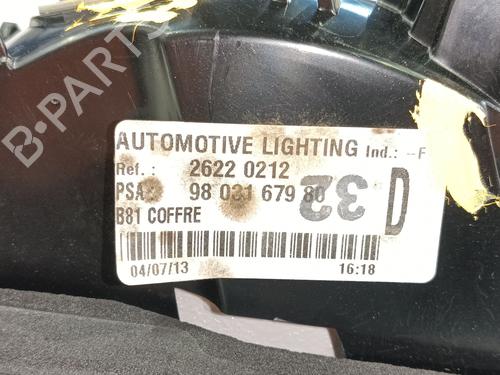 B-PARTS
AUTOMOTIVE LIGHTING Ind.: -F
Ref.: 2622 0212
PSA: 98 031 679 80
B81 COFFRE
32
D
04/07/13 16:18